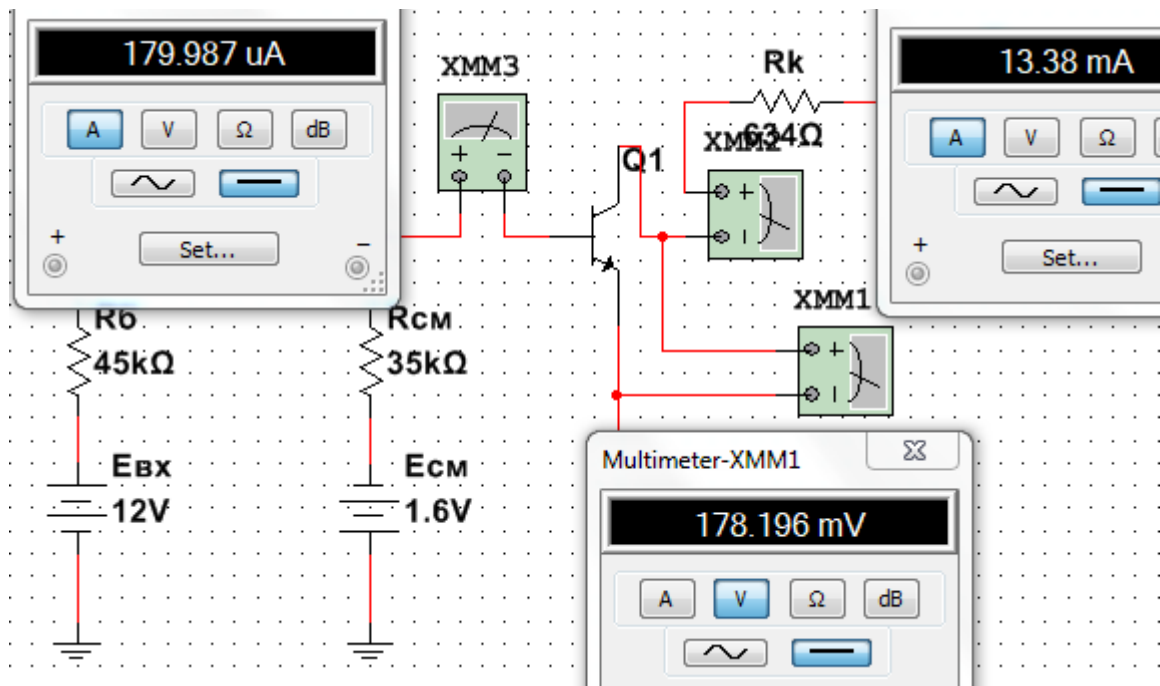 179.987 uA
A V Ω dB
+ Set... −
XMM3
+ −
Q1
Rk
634Ω
XMM2
+
13.38 mA
A V Ω
+ Set...
XMM1
+
Rб
45kΩ
Rсм
35kΩ
Eвх
12V
Eсм
1.6V
Multimeter-XMM1
178.196 mV
A V Ω dB